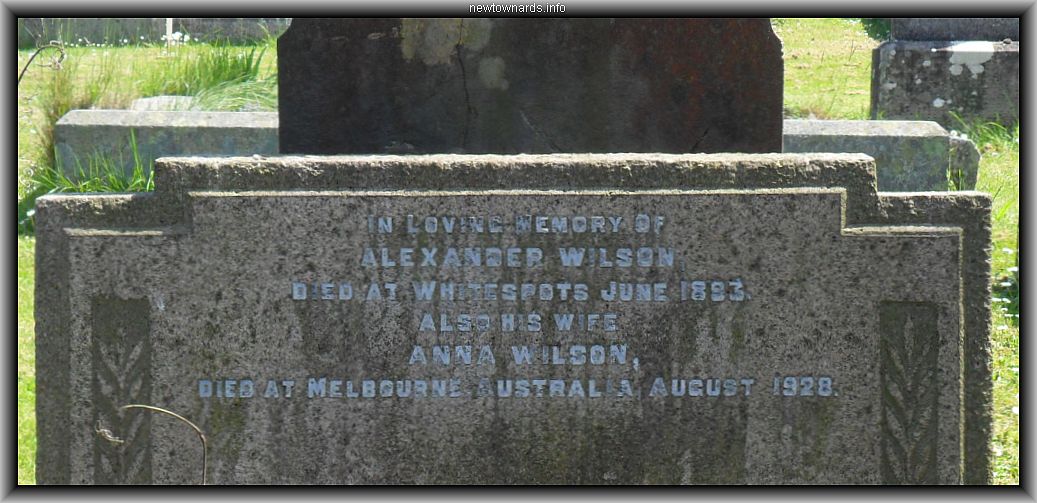 newtownards.info
IN LOVING MEMORY OF
ALEXANDER WILSON,
DIED AT WHITESPOTS JUNE 1893.
ALSO HIS WIFE
ANNA WILSON,
DIED AT MELBOURNE AUSTRALIA, AUGUST 1928.